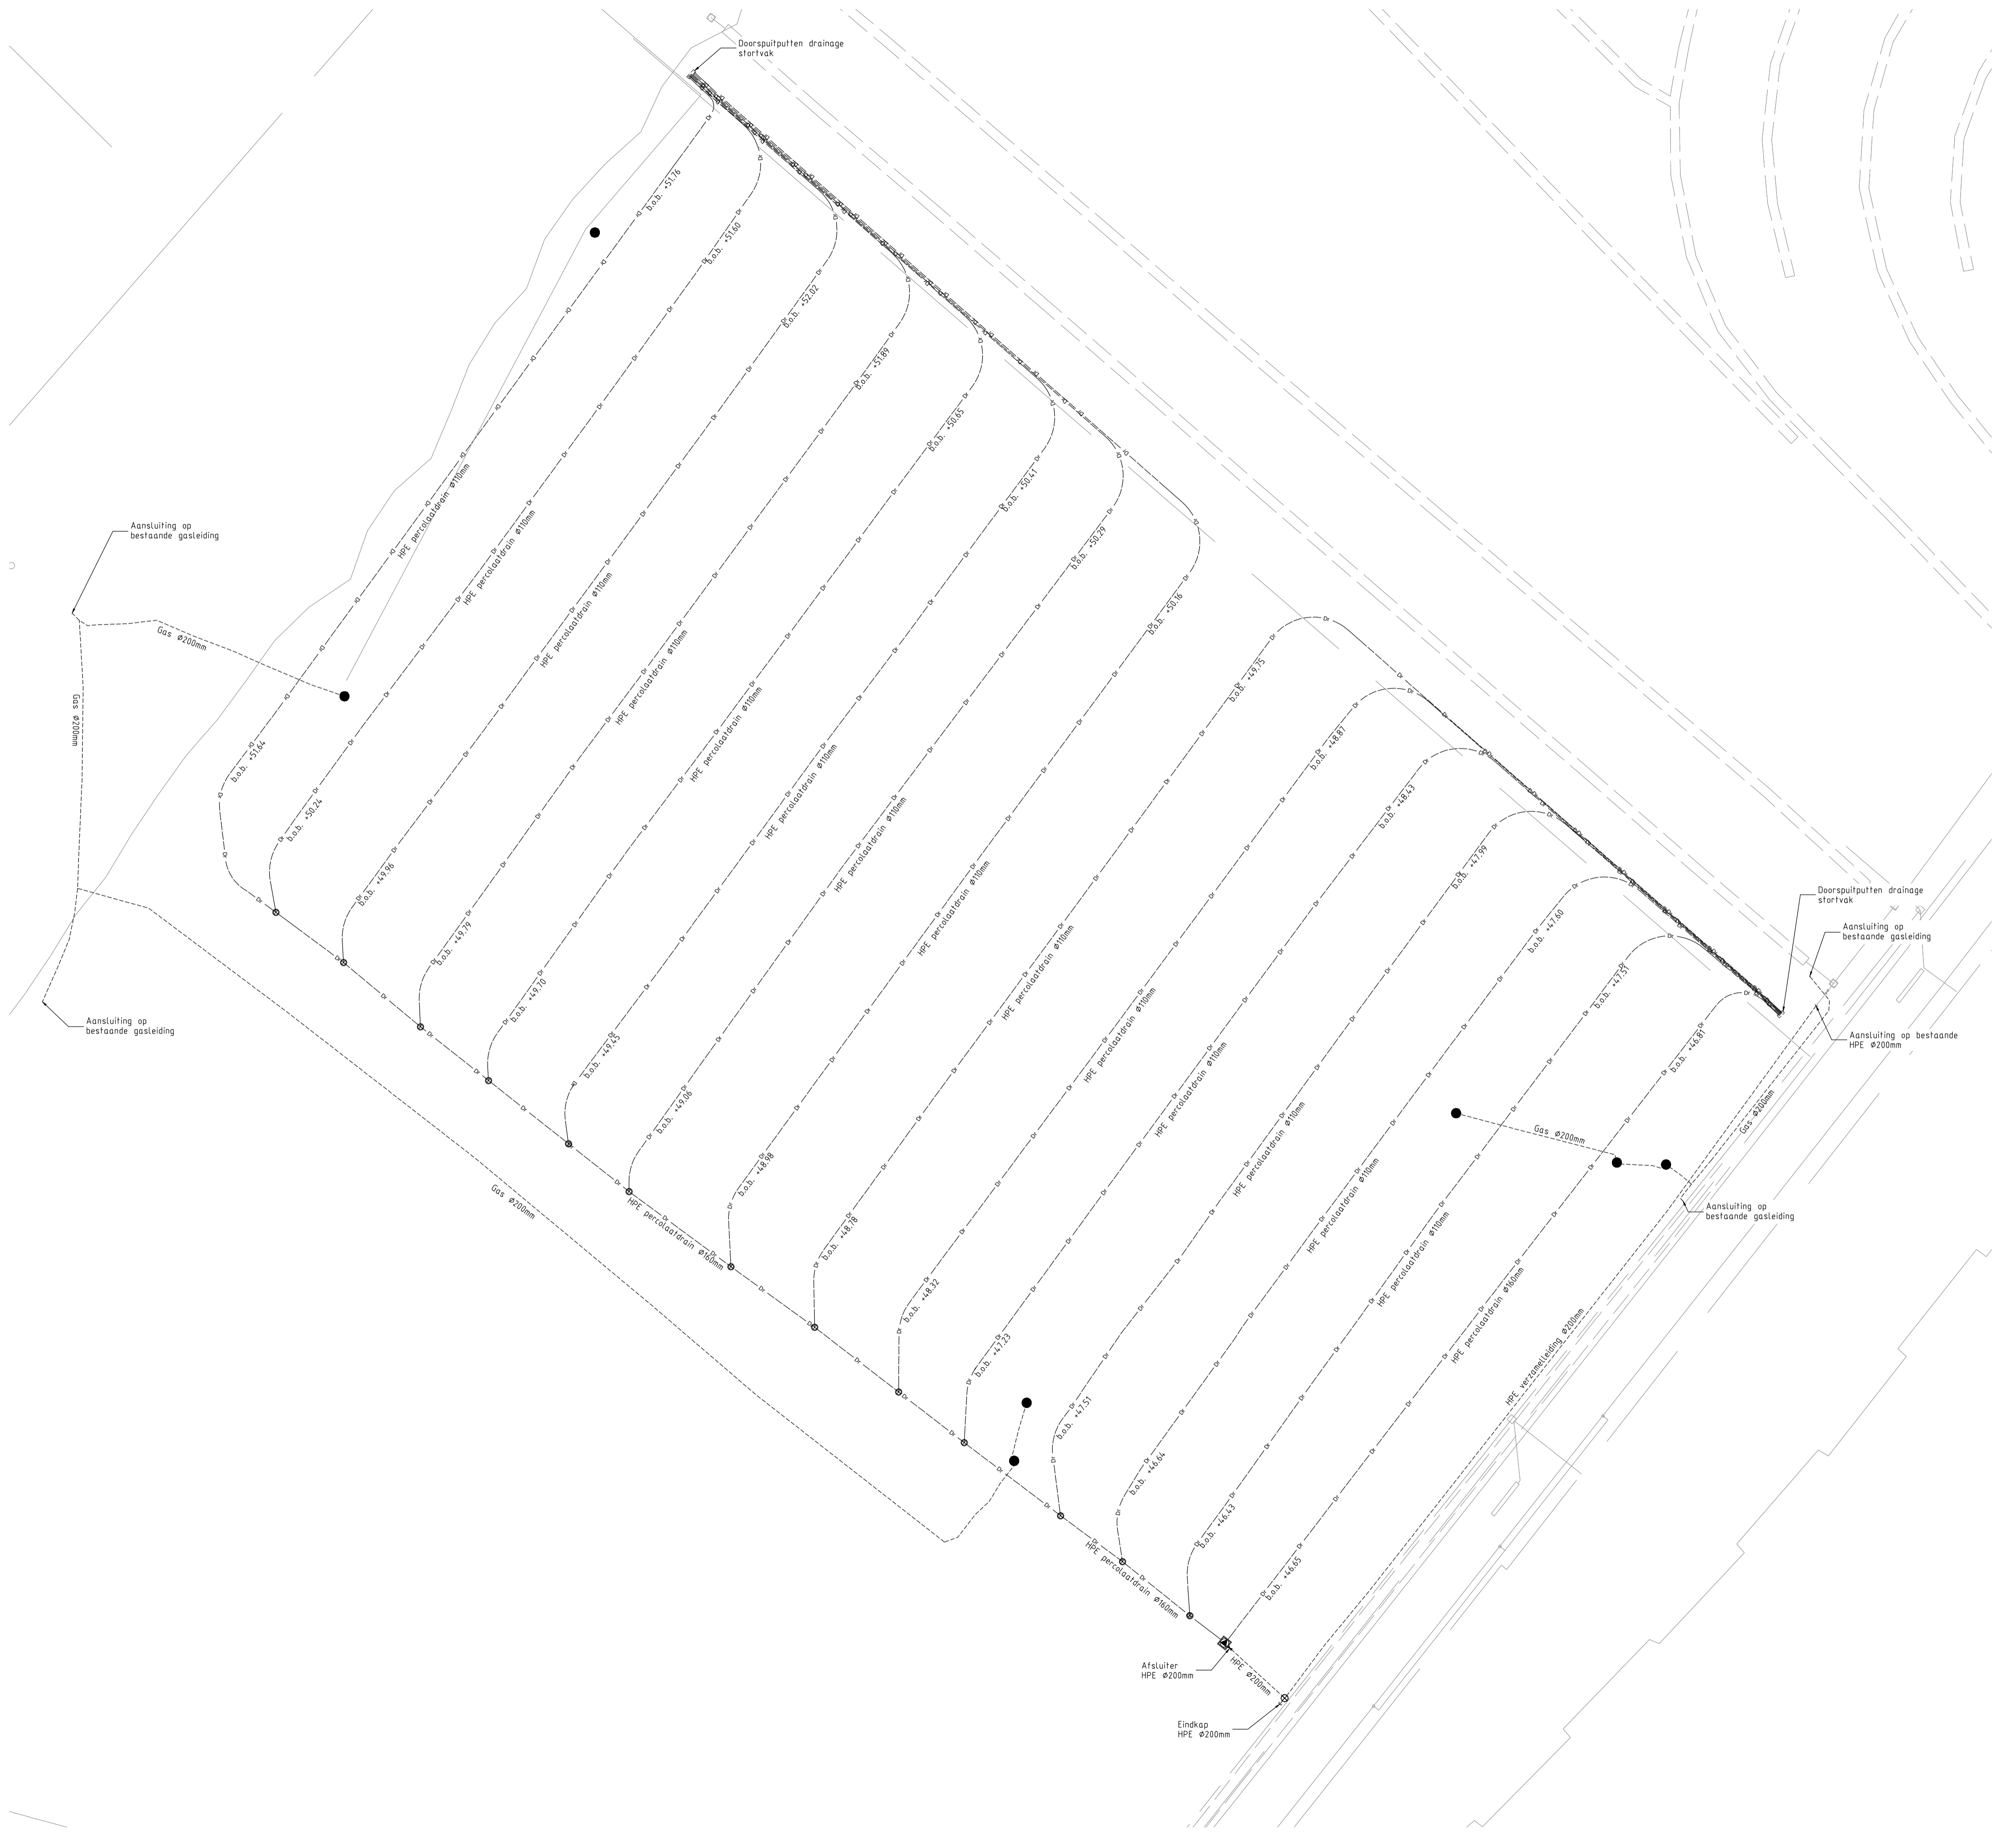 Doorspuitputten drainage
stortvak
b.o.b. +51.76
b.o.b. +51.60
b.o.b. +52.02
b.o.b. +51.89
b.o.b. +50.65
b.o.b. +50.41
b.o.b. +50.29
b.o.b. +50.16
b.o.b. +49.75
b.o.b. +48.87
b.o.b. +48.43
b.o.b. +47.99
b.o.b. +47.60
b.o.b. +47.51
b.o.b. +46.81
HPE percolaatdrain Ø110mm
HPE percolaatdrain Ø110mm
HPE percolaatdrain Ø110mm
HPE percolaatdrain Ø110mm
HPE percolaatdrain Ø110mm
HPE percolaatdrain Ø110mm
HPE percolaatdrain Ø110mm
HPE percolaatdrain Ø110mm
HPE percolaatdrain Ø110mm
HPE percolaatdrain Ø110mm
HPE percolaatdrain Ø110mm
HPE percolaatdrain Ø110mm
HPE percolaatdrain Ø110mm
HPE percolaatdrain Ø110mm
HPE percolaatdrain Ø160mm
Aansluiting op
bestaande gasleiding
Gas Ø200mm
Gas Ø200mm
Aansluiting op
bestaande gasleiding
b.o.b. +51.64
b.o.b. +50.24
b.o.b. +49.96
b.o.b. +49.79
b.o.b. +49.70
b.o.b. +49.45
b.o.b. +49.06
b.o.b. +48.98
b.o.b. +48.78
b.o.b. +48.32
b.o.b. +47.23
b.o.b. +47.51
b.o.b. +46.64
b.o.b. +46.43
b.o.b. +46.65
Gas Ø200mm
HPE percolaatdrain Ø160mm
HPE percolaatdrain Ø160mm
Doorspuitputten drainage
stortvak
Aansluiting op
bestaande gasleiding
Aansluiting op bestaande
HPE Ø200mm
Gas Ø200mm
Gas Ø200mm
Aansluiting op
bestaande gasleiding
HPE verzamelleiding Ø200mm
Afsluiter
HPE Ø200mm
HPE Ø200mm
Eindkap
HPE Ø200mm